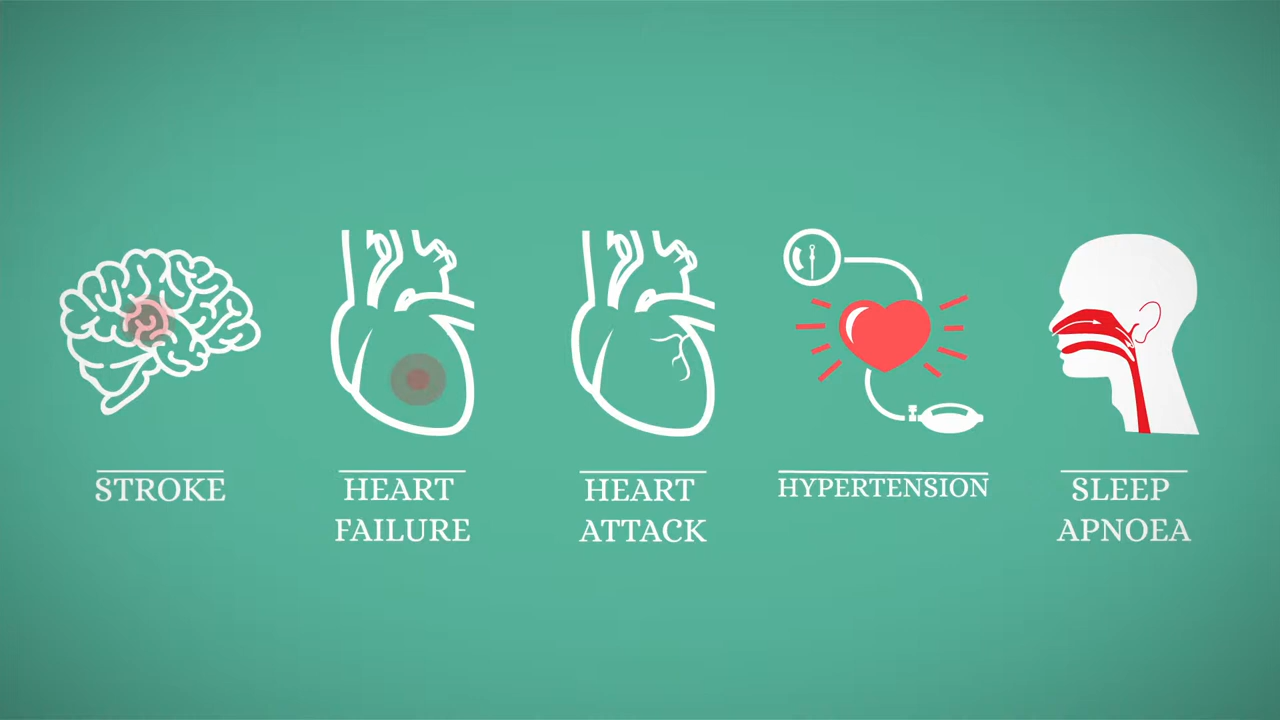 STROKE
HEART
FAILURE
HEART
ATTACK
HYPERTENSION
SLEEP
APNOEA